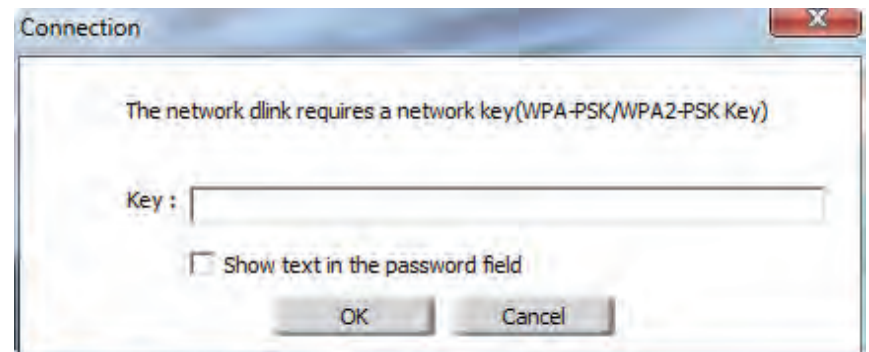 Connection
X
The network dlink requires a network key(WPA-PSK/WPA2-PSK Key)
Key :
Show text in the password field
OK Cancel